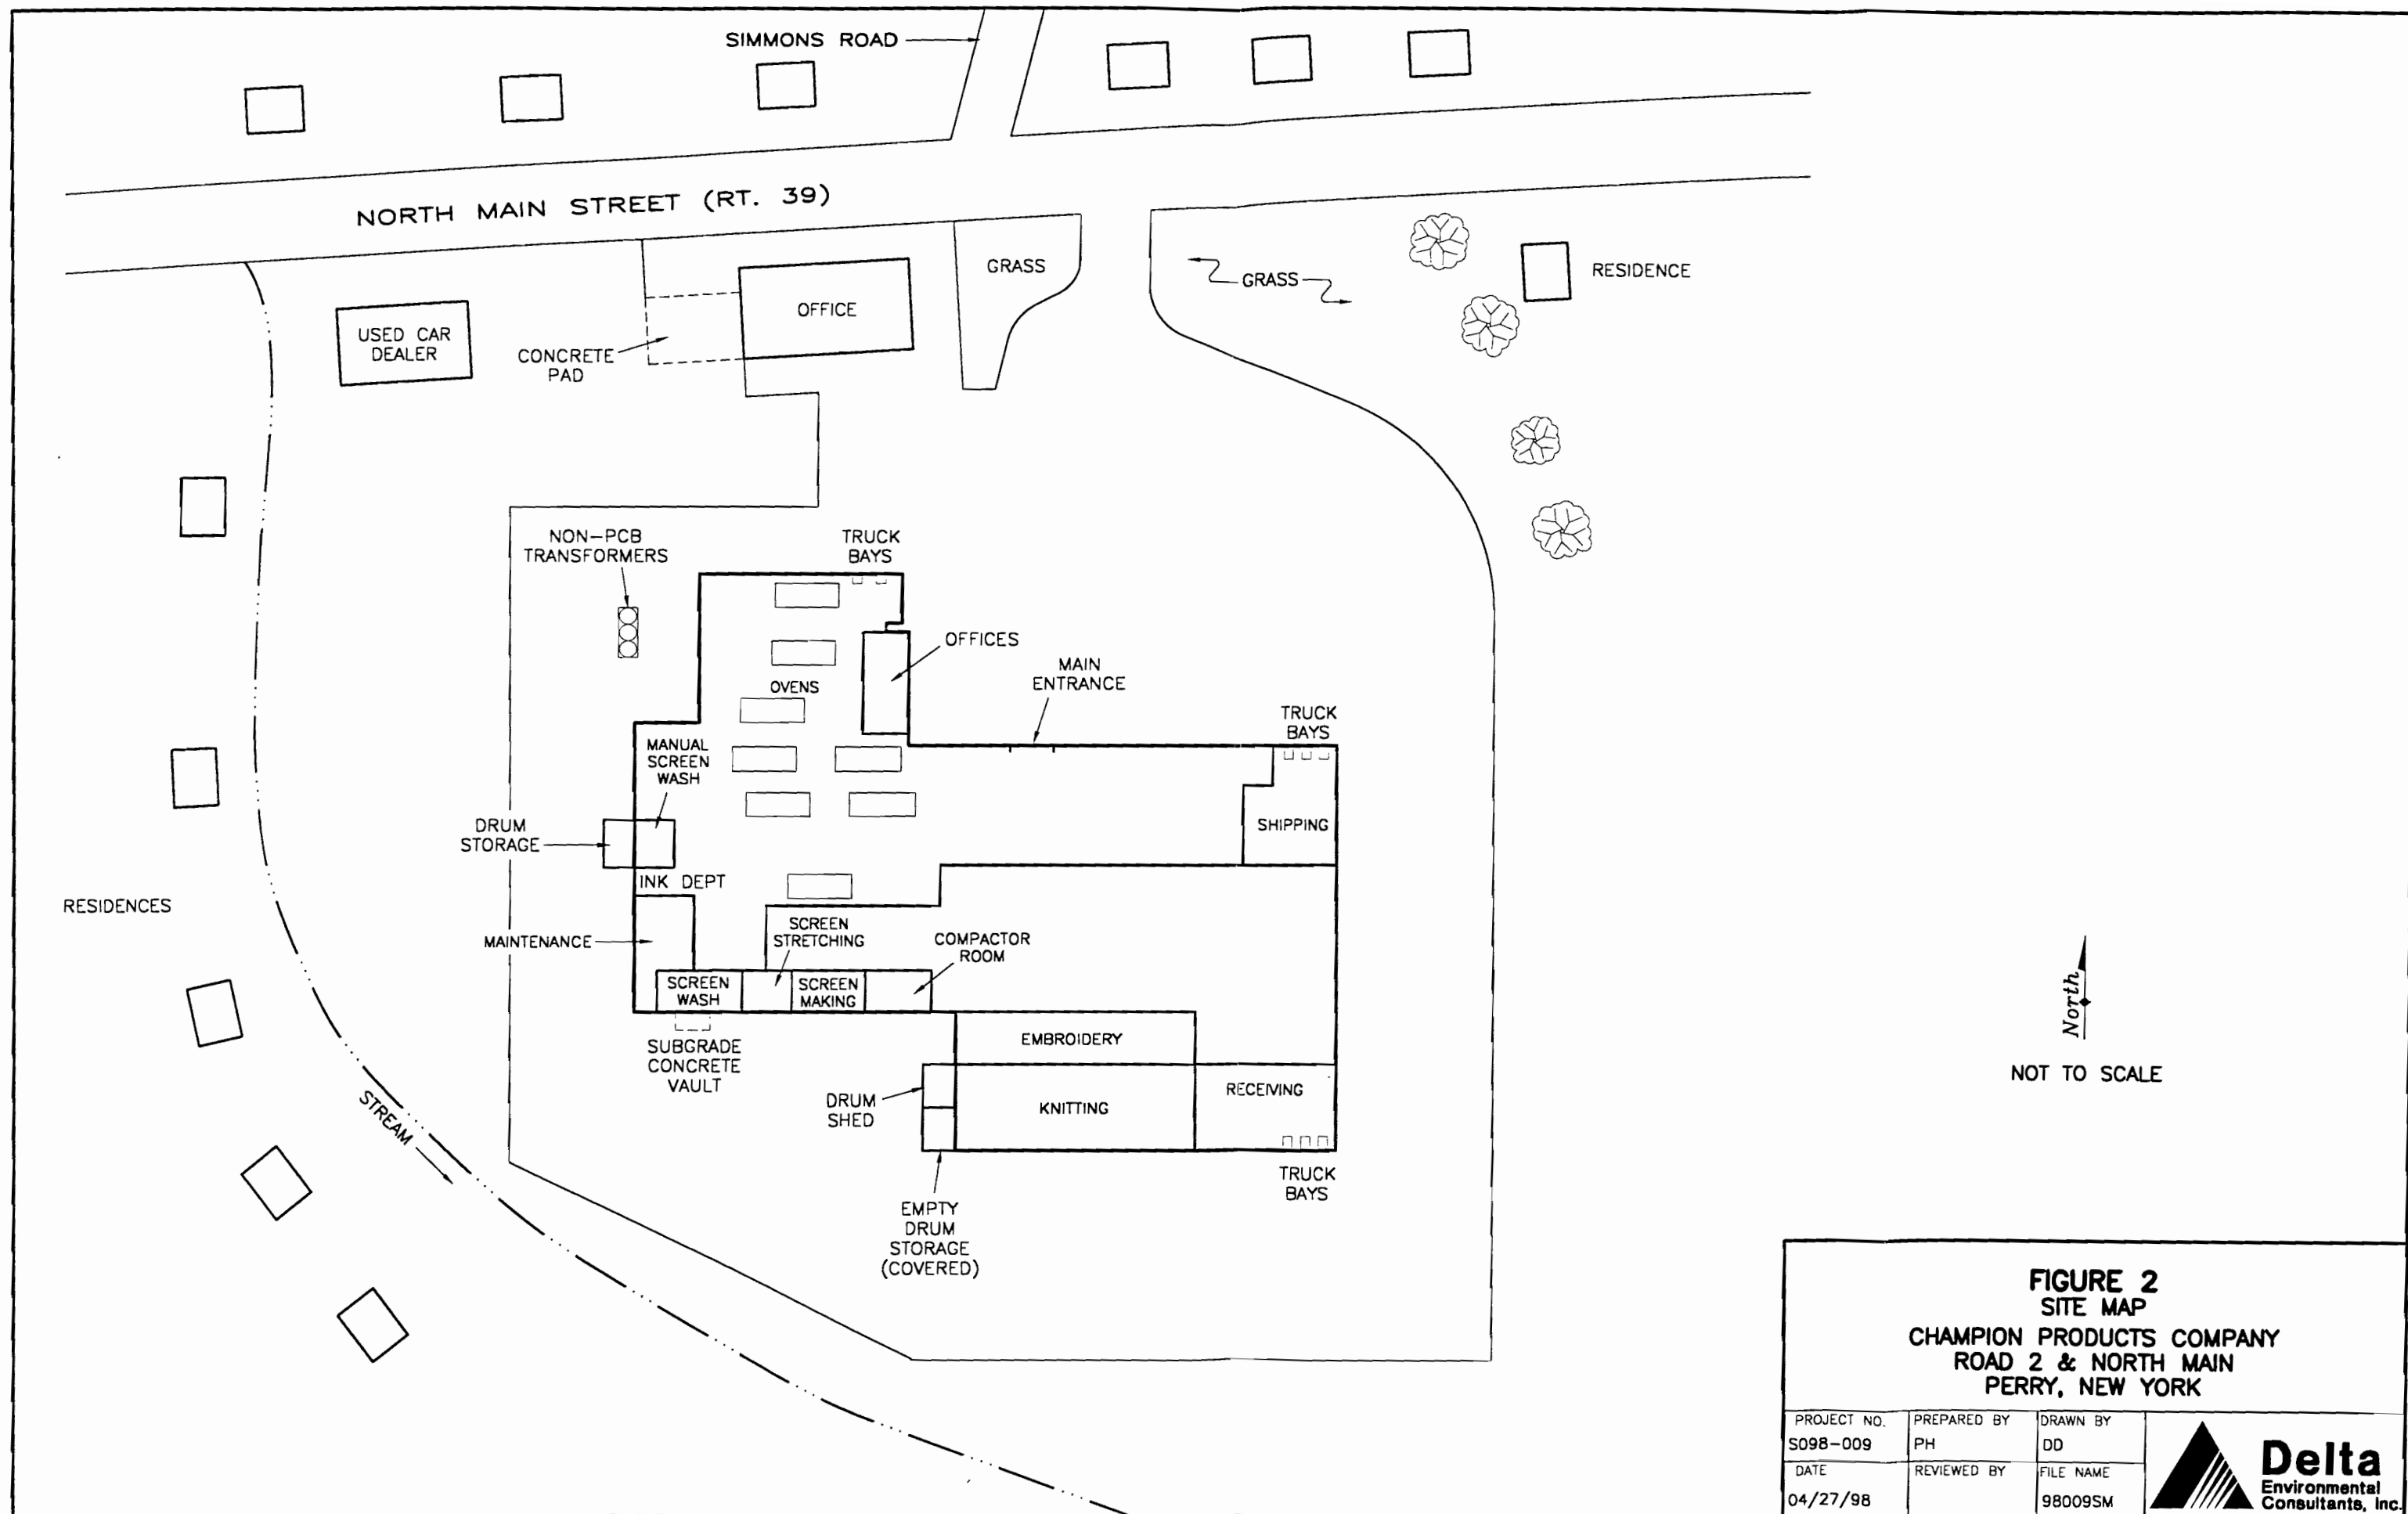 SIMMONS ROAD
NORTH MAIN STREET (RT. 39)
GRASS
GRASS
RESIDENCE
OFFICE
USED CAR
DEALER
CONCRETE
PAD
NON-PCB
TRANSFORMERS
TRUCK
BAYS
OFFICES
MAIN
ENTRANCE
OVENS
TRUCK
BAYS
MANUAL
SCREEN
WASH
DRUM
STORAGE
SHIPPING
INK DEPT
RESIDENCES
MAINTENANCE
SCREEN
STRETCHING
COMPACTOR
ROOM
SCREEN
WASH
SCREEN
MAKING
SUBGRADE
CONCRETE
VAULT
EMBROIDERY
RECEIVING
KNITTING
DRUM
SHED
STREAM
TRUCK
BAYS
EMPTY
DRUM
STORAGE
(COVERED)
North
NOT TO SCALE
FIGURE 2
SITE MAP
CHAMPION PRODUCTS COMPANY
ROAD 2 & NORTH MAIN
PERRY, NEW YORK
PROJECT NO.
S098-009
PREPARED BY
PH
DRAWN BY
DD
DATE
04/27/98
REVIEWED BY
FILE NAME
98009SM
Delta
Environmental
Consultants, Inc.